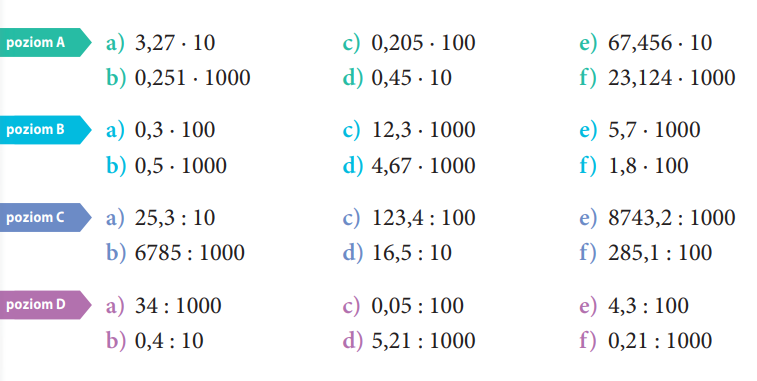 poziom A a) 3,27 · 10 c) 0,205 · 100 e) 67,456 · 10
b) 0,251 · 1000 d) 0,45 · 10 f) 23,124 · 1000
poziom B a) 0,3 · 100 c) 12,3 · 1000 e) 5,7 · 1000
b) 0,5 · 1000 d) 4,67 · 1000 f) 1,8 · 100
poziom C a) 25,3 : 10 c) 123,4 : 100 e) 8743,2 : 1000
b) 6785 : 1000 d) 16,5 : 10 f) 285,1 : 100
poziom D a) 34 : 1000 c) 0,05 : 100 e) 4,3 : 100
b) 0,4 : 10 d) 5,21 : 1000 f) 0,21 : 1000